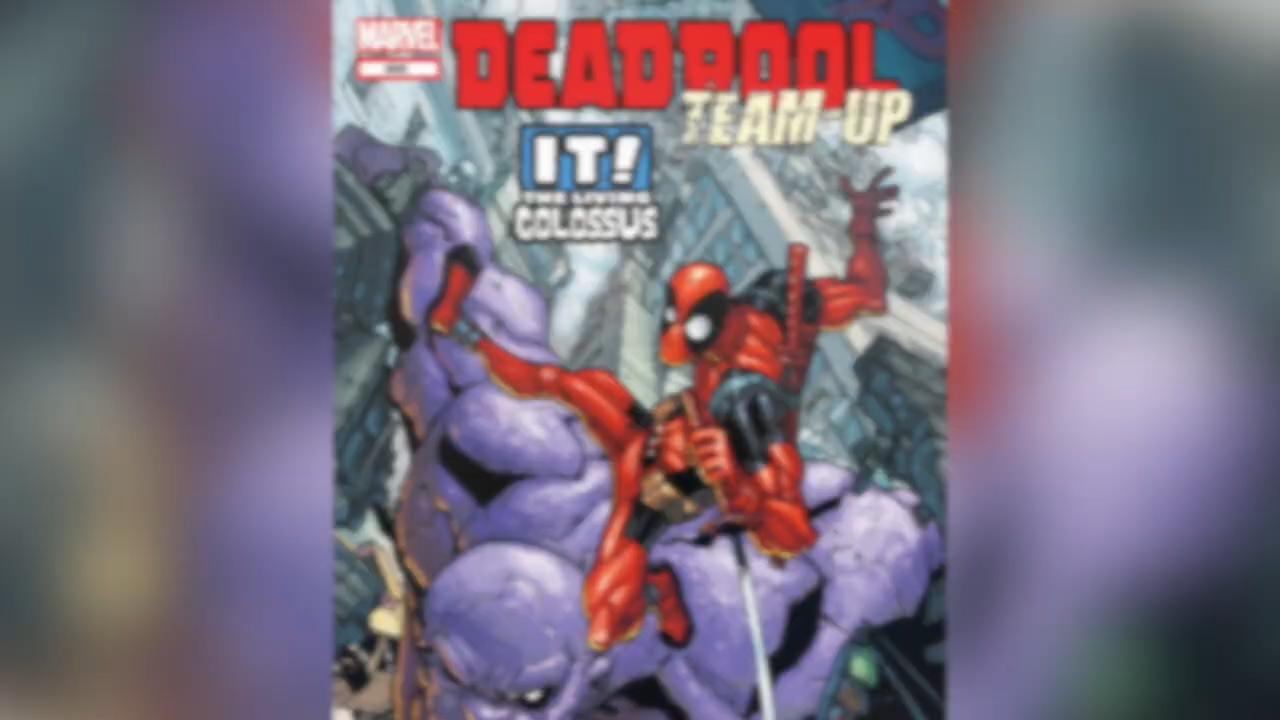 MARVEL
DEADPOOL
TEAM-UP
IT!
THE LIVING
COLOSSUS